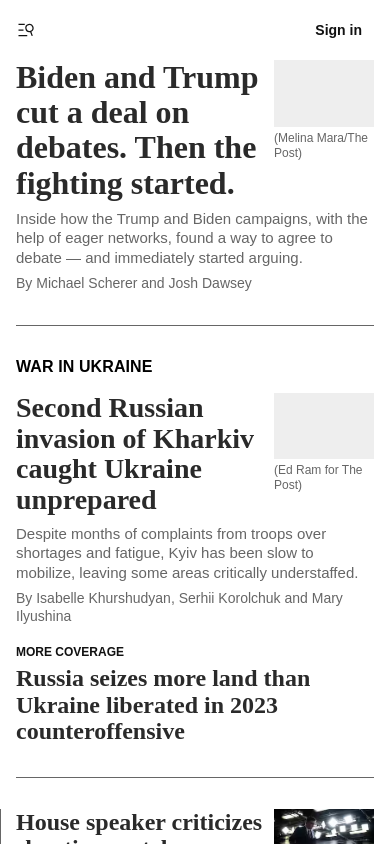 Sign in
Biden and Trump
cut a deal on
debates. Then the
fighting started.
(Melina Mara/The
Post)
Inside how the Trump and Biden campaigns, with the
help of eager networks, found a way to agree to
debate — and immediately started arguing.
By Michael Scherer and Josh Dawsey
WAR IN UKRAINE
Second Russian
invasion of Kharkiv
caught Ukraine
unprepared
(Ed Ram for The
Post)
Despite months of complaints from troops over
shortages and fatigue, Kyiv has been slow to
mobilize, leaving some areas critically understaffed.
By Isabelle Khurshudyan, Serhii Korolchuk and Mary
Ilyushina
MORE COVERAGE
Russia seizes more land than
Ukraine liberated in 2023
counteroffensive
House speaker criticizes